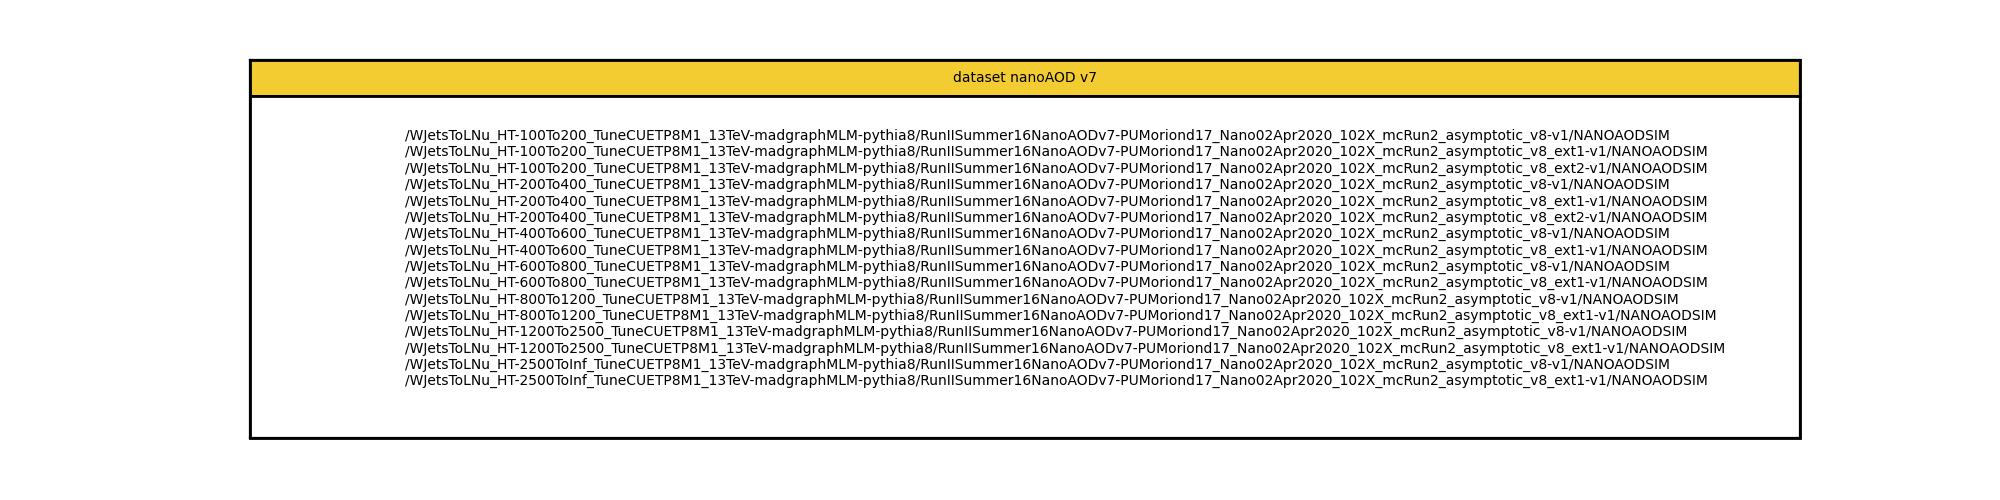 dataset nanoAOD v7
/WJetsToLNu_HT-100To200_TuneCUETP8M1_13TeV-madgraphMLM-pythia8/RunIISummer16NanoAODv7-PUMoriond17_Nano02Apr2020_102X_mcRun2_asymptotic_v8-v1/NANOAODSIM
/WJetsToLNu_HT-100To200_TuneCUETP8M1_13TeV-madgraphMLM-pythia8/RunIISummer16NanoAODv7-PUMoriond17_Nano02Apr2020_102X_mcRun2_asymptotic_v8_ext1-v1/NANOAODSIM
/WJetsToLNu_HT-100To200_TuneCUETP8M1_13TeV-madgraphMLM-pythia8/RunIISummer16NanoAODv7-PUMoriond17_Nano02Apr2020_102X_mcRun2_asymptotic_v8_ext2-v1/NANOAODSIM
/WJetsToLNu_HT-200To400_TuneCUETP8M1_13TeV-madgraphMLM-pythia8/RunIISummer16NanoAODv7-PUMoriond17_Nano02Apr2020_102X_mcRun2_asymptotic_v8-v1/NANOAODSIM
/WJetsToLNu_HT-200To400_TuneCUETP8M1_13TeV-madgraphMLM-pythia8/RunIISummer16NanoAODv7-PUMoriond17_Nano02Apr2020_102X_mcRun2_asymptotic_v8_ext1-v1/NANOAODSIM
/WJetsToLNu_HT-200To400_TuneCUETP8M1_13TeV-madgraphMLM-pythia8/RunIISummer16NanoAODv7-PUMoriond17_Nano02Apr2020_102X_mcRun2_asymptotic_v8_ext2-v1/NANOAODSIM
/WJetsToLNu_HT-400To600_TuneCUETP8M1_13TeV-madgraphMLM-pythia8/RunIISummer16NanoAODv7-PUMoriond17_Nano02Apr2020_102X_mcRun2_asymptotic_v8-v1/NANOAODSIM
/WJetsToLNu_HT-400To600_TuneCUETP8M1_13TeV-madgraphMLM-pythia8/RunIISummer16NanoAODv7-PUMoriond17_Nano02Apr2020_102X_mcRun2_asymptotic_v8_ext1-v1/NANOAODSIM
/WJetsToLNu_HT-600To800_TuneCUETP8M1_13TeV-madgraphMLM-pythia8/RunIISummer16NanoAODv7-PUMoriond17_Nano02Apr2020_102X_mcRun2_asymptotic_v8-v1/NANOAODSIM
/WJetsToLNu_HT-600To800_TuneCUETP8M1_13TeV-madgraphMLM-pythia8/RunIISummer16NanoAODv7-PUMoriond17_Nano02Apr2020_102X_mcRun2_asymptotic_v8_ext1-v1/NANOAODSIM
/WJetsToLNu_HT-800To1200_TuneCUETP8M1_13TeV-madgraphMLM-pythia8/RunIISummer16NanoAODv7-PUMoriond17_Nano02Apr2020_102X_mcRun2_asymptotic_v8-v1/NANOAODSIM
/WJetsToLNu_HT-800To1200_TuneCUETP8M1_13TeV-madgraphMLM-pythia8/RunIISummer16NanoAODv7-PUMoriond17_Nano02Apr2020_102X_mcRun2_asymptotic_v8_ext1-v1/NANOAODSIM
/WJetsToLNu_HT-1200To2500_TuneCUETP8M1_13TeV-madgraphMLM-pythia8/RunIISummer16NanoAODv7-PUMoriond17_Nano02Apr2020_102X_mcRun2_asymptotic_v8-v1/NANOAODSIM
/WJetsToLNu_HT-1200To2500_TuneCUETP8M1_13TeV-madgraphMLM-pythia8/RunIISummer16NanoAODv7-PUMoriond17_Nano02Apr2020_102X_mcRun2_asymptotic_v8_ext1-v1/NANOAODSIM
/WJetsToLNu_HT-2500ToInf_TuneCUETP8M1_13TeV-madgraphMLM-pythia8/RunIISummer16NanoAODv7-PUMoriond17_Nano02Apr2020_102X_mcRun2_asymptotic_v8-v1/NANOAODSIM
/WJetsToLNu_HT-2500ToInf_TuneCUETP8M1_13TeV-madgraphMLM-pythia8/RunIISummer16NanoAODv7-PUMoriond17_Nano02Apr2020_102X_mcRun2_asymptotic_v8_ext1-v1/NANOAODSIM